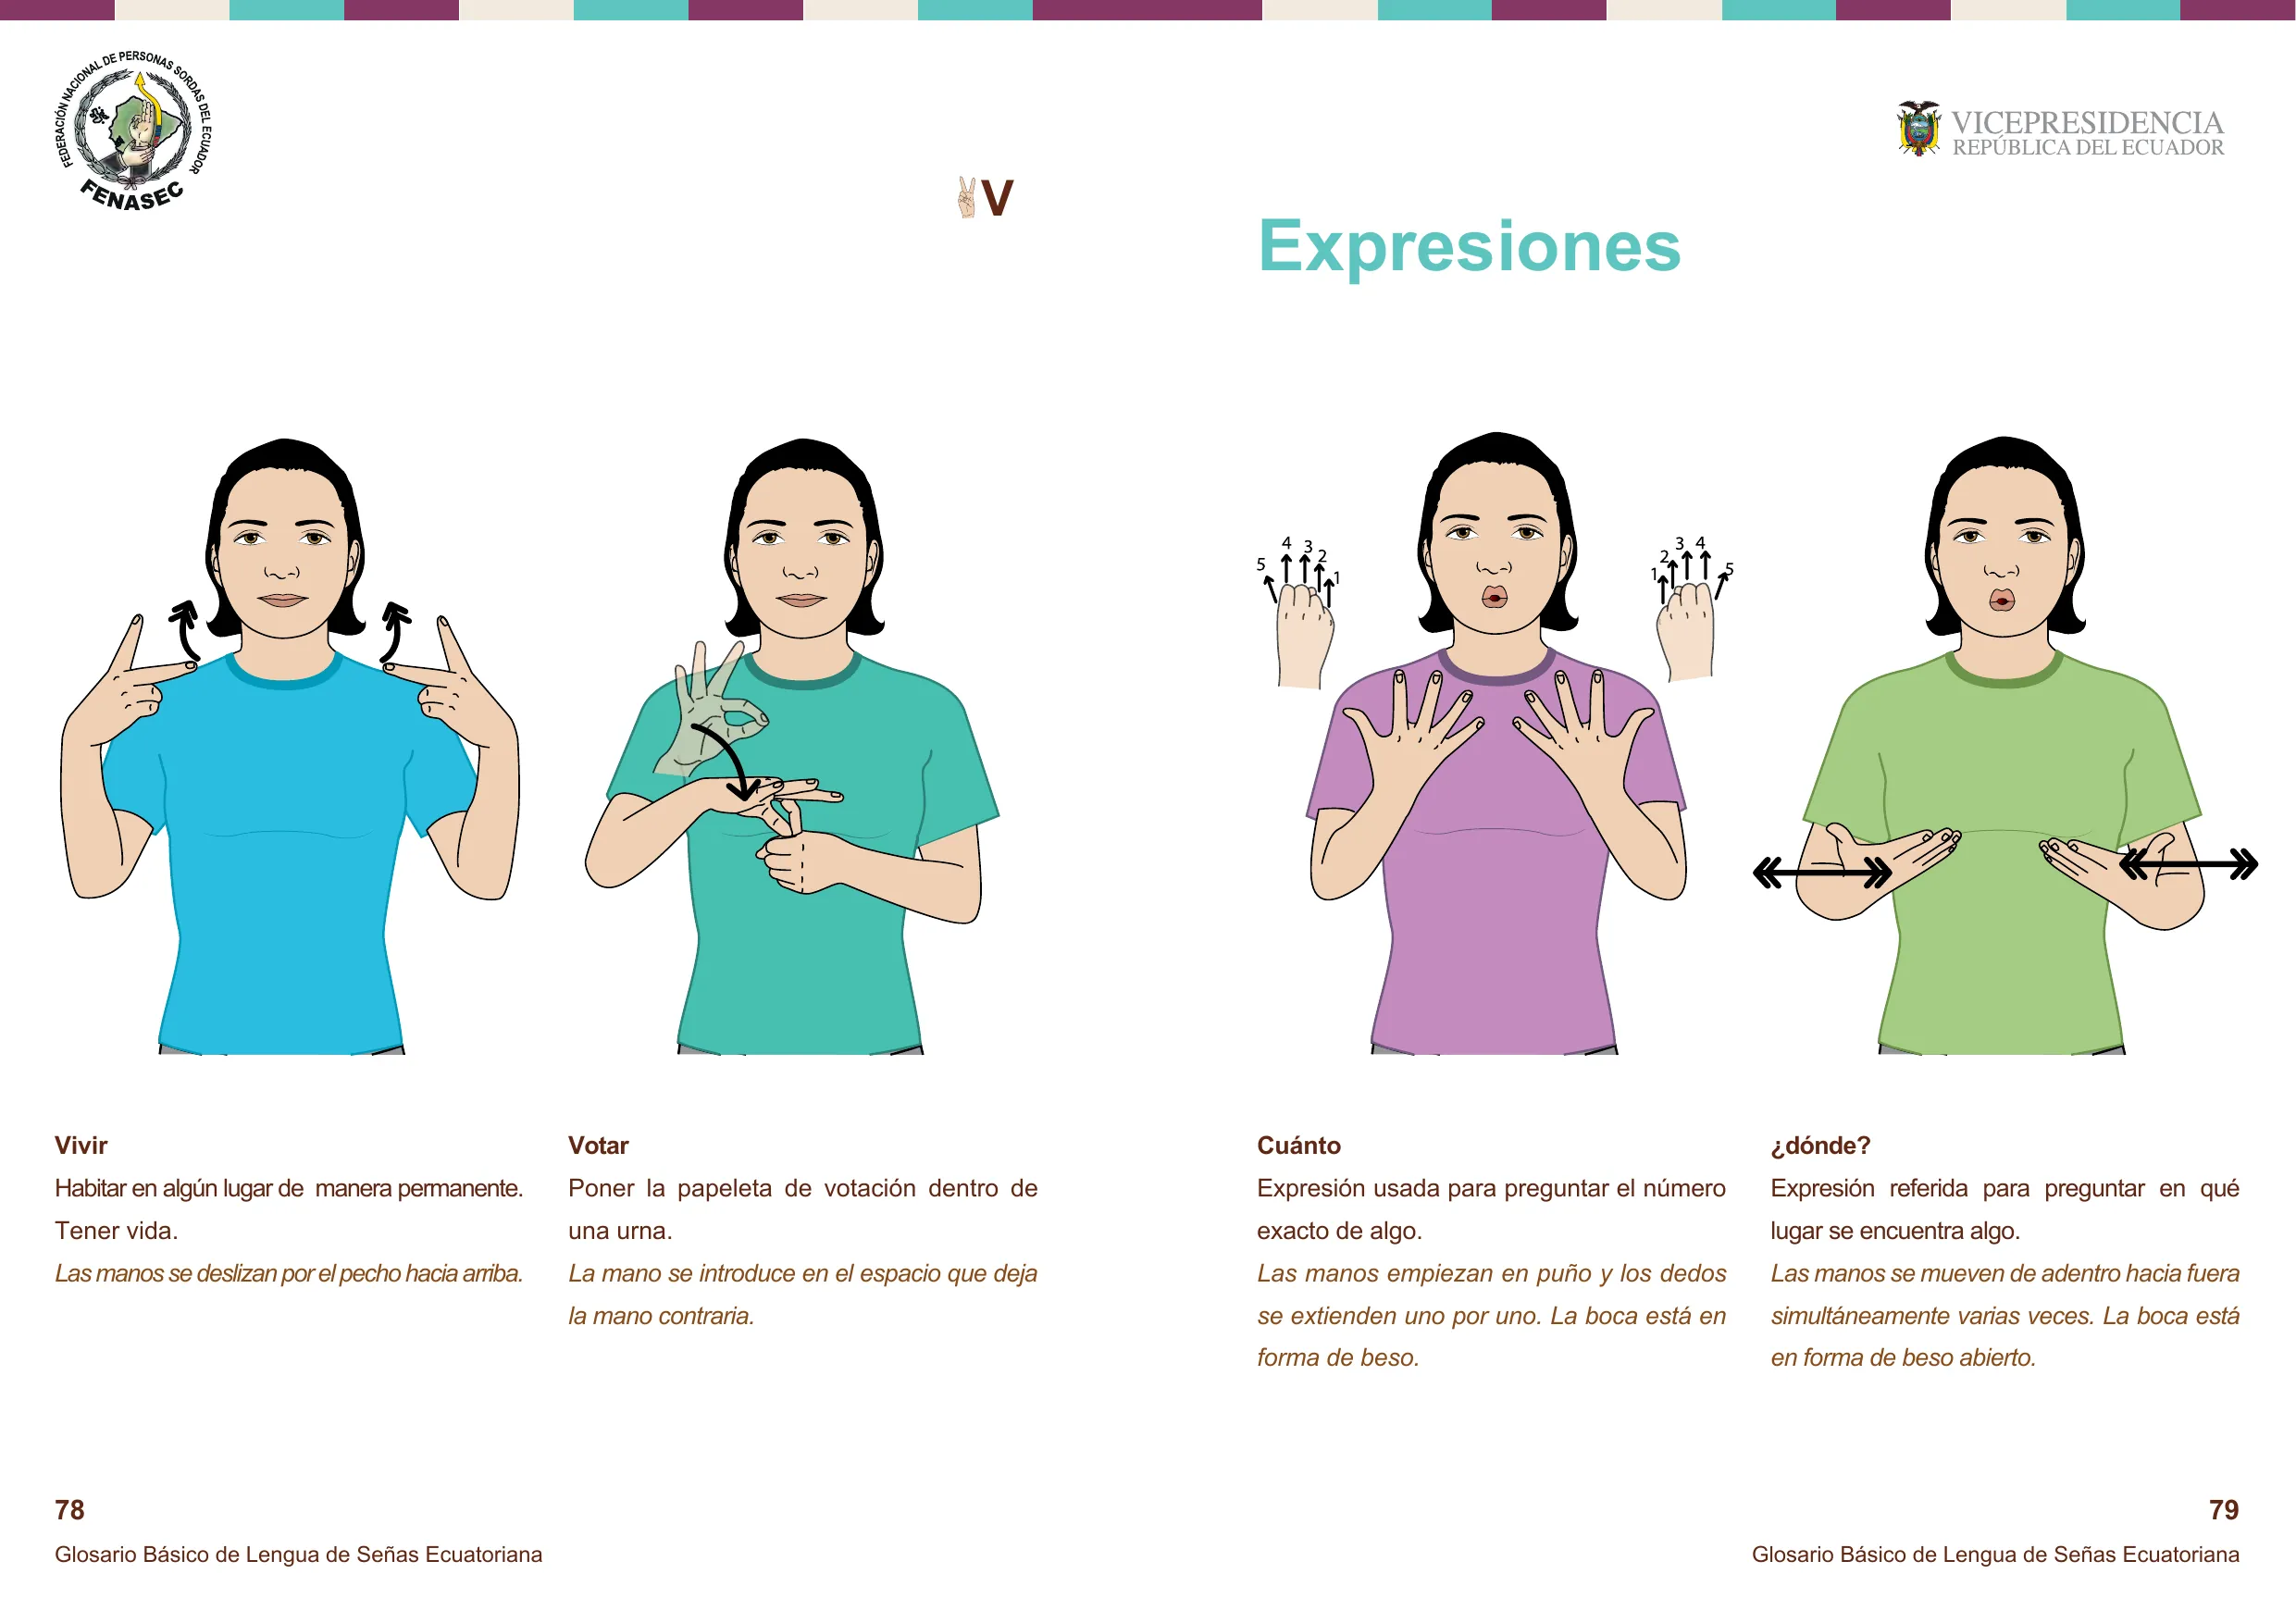 FEDERACIÓN NACIONAL DE PERSONAS SORDAS DEL ECUADOR
FENASEC
V
Vivir
Habitar en algún lugar de manera permanente.
Tener vida.
Las manos se deslizan por el pecho hacia arriba.
Votar
Poner la papeleta de votación dentro de
una urna.
La mano se introduce en el espacio que deja
la mano contraria.
78
Glosario Básico de Lengua de Señas Ecuatoriana
VICEPRESIDENCIA
REPÚBLICA DEL ECUADOR
Expresiones
5 4 3 2 1
1 2 3 4 5
Cuánto
Expresión usada para preguntar el número
exacto de algo.
Las manos empiezan en puño y los dedos
se extienden uno por uno. La boca está en
forma de beso.
¿dónde?
Expresión referida para preguntar en qué
lugar se encuentra algo.
Las manos se mueven de adentro hacia fuera
simultáneamente varias veces. La boca está
en forma de beso abierto.
79
Glosario Básico de Lengua de Señas Ecuatoriana